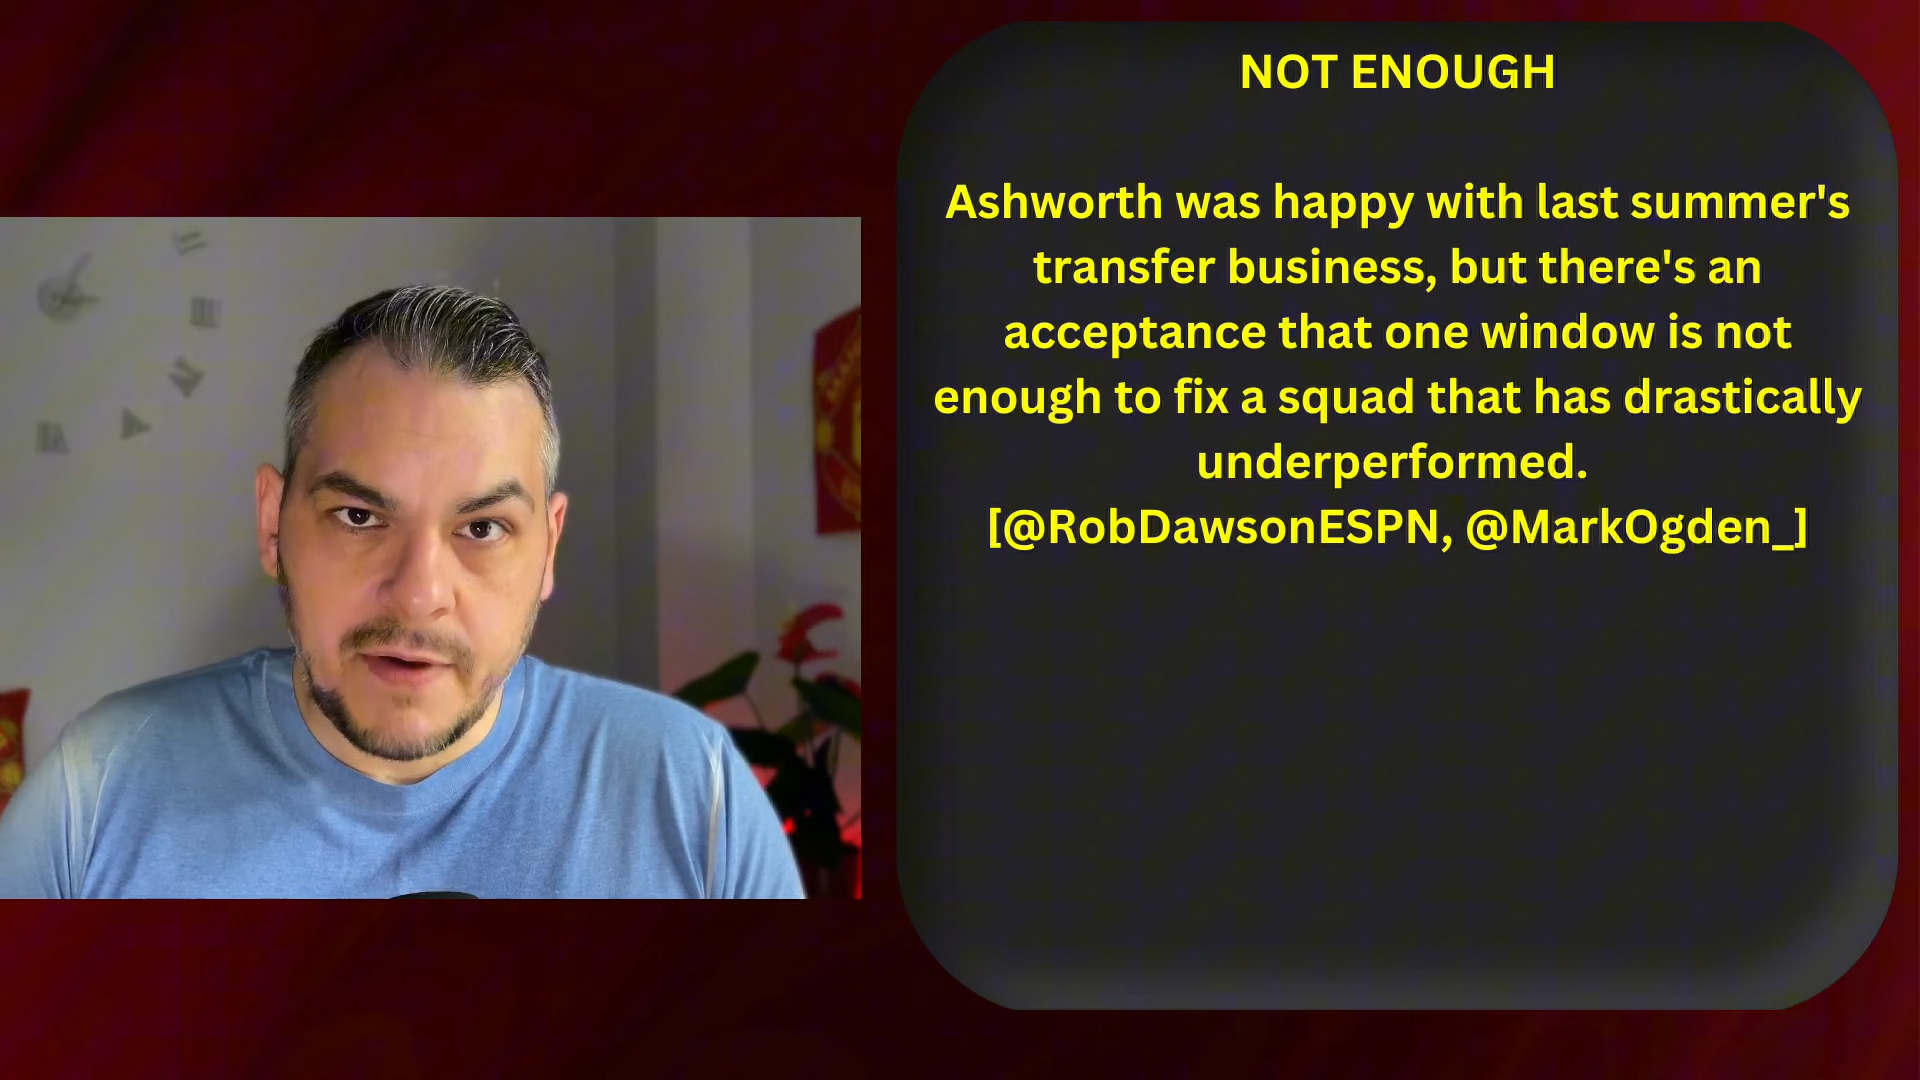 NOT ENOUGH
Ashworth was happy with last summer's
transfer business, but there's an
acceptance that one window is not
enough to fix a squad that has drastically
underperformed.
[@RobDawsonESPN, @MarkOgden_]